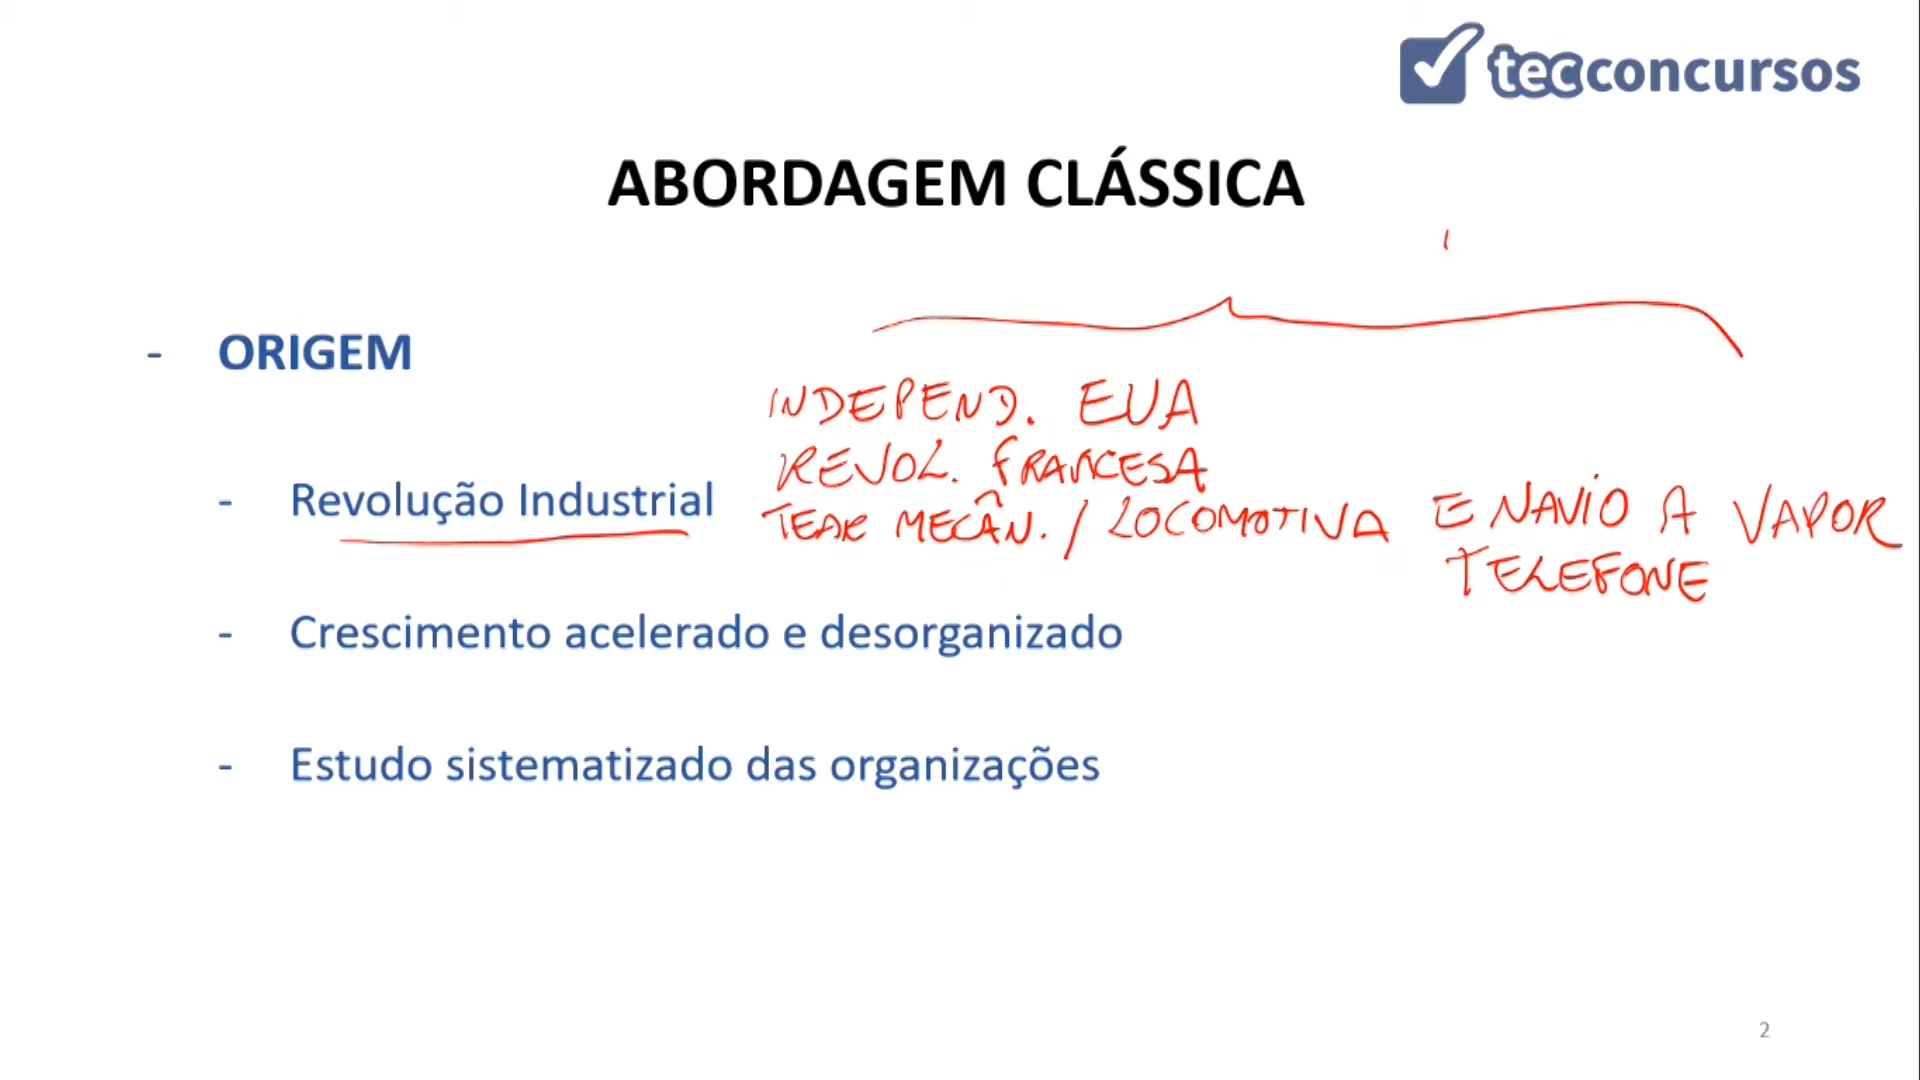 tecconcursos
ABORDAGEM CLÁSSICA
- ORIGEM
INDEPEND. EUA
REVOL. FRANCESA
- Revolução Industrial
TEAR MECÂN. / LOCOMOTIVA E NAVIO A VAPOR
TELEFONE
- Crescimento acelerado e desorganizado
- Estudo sistematizado das organizações
2